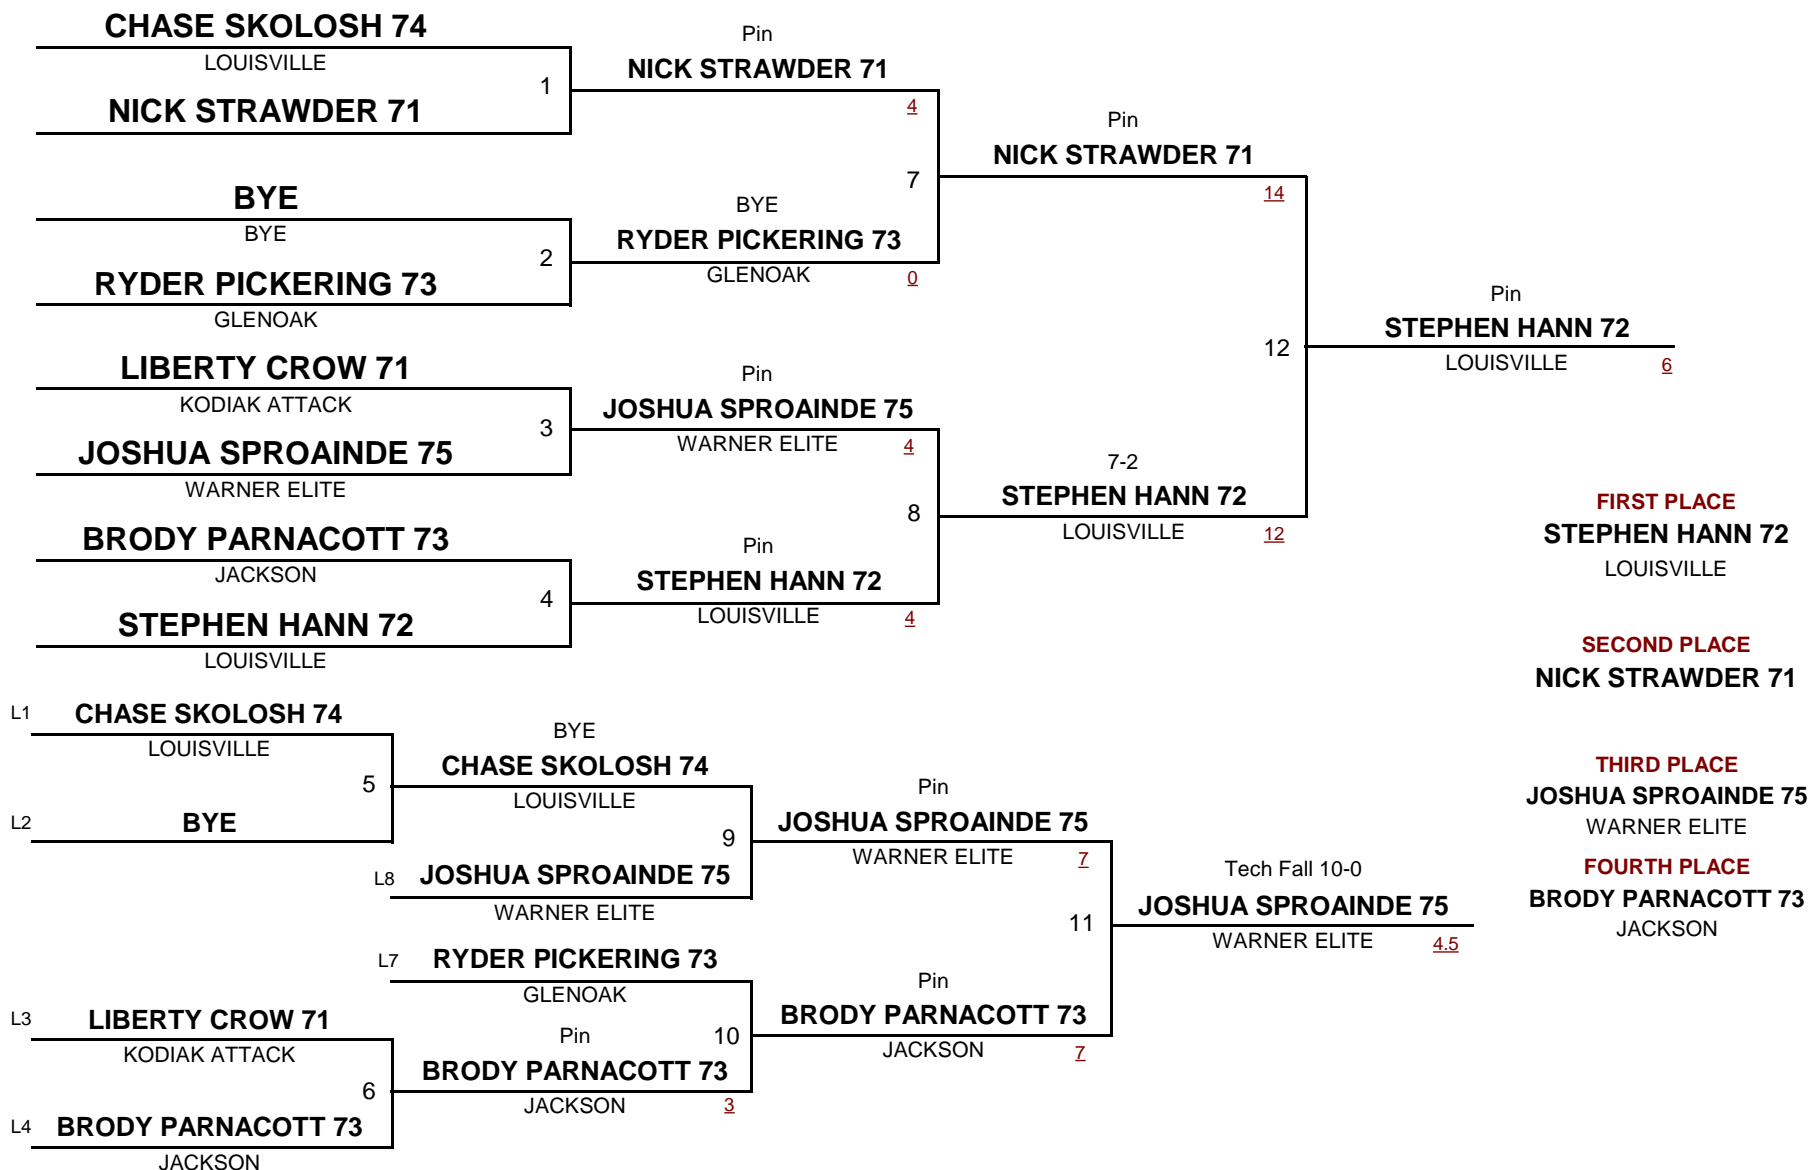 CHASE SKOLOSH 74
LOUISVILLE
1
NICK STRAWDER 71
BYE
BYE
2
RYDER PICKERING 73
GLENOAK
LIBERTY CROW 71
KODIAK ATTACK
3
JOSHUA SPROAINDE 75
WARNER ELITE
BRODY PARNACOTT 73
JACKSON
4
STEPHEN HANN 72
LOUISVILLE
Pin
NICK STRAWDER 71
4
7
BYE
RYDER PICKERING 73
GLENOAK
0
Pin
JOSHUA SPROAINDE 75
WARNER ELITE
4
8
Pin
STEPHEN HANN 72
LOUISVILLE
4
Pin
NICK STRAWDER 71
14
12
7-2
STEPHEN HANN 72
LOUISVILLE
12
Pin
STEPHEN HANN 72
LOUISVILLE
6
FIRST PLACE
STEPHEN HANN 72
LOUISVILLE
SECOND PLACE
NICK STRAWDER 71
THIRD PLACE
JOSHUA SPROAINDE 75
WARNER ELITE
FOURTH PLACE
BRODY PARNACOTT 73
JACKSON
L1
CHASE SKOLOSH 74
LOUISVILLE
5
L2
BYE
BYE
CHASE SKOLOSH 74
LOUISVILLE
9
L8
JOSHUA SPROAINDE 75
WARNER ELITE
L7
RYDER PICKERING 73
GLENOAK
10
L3
LIBERTY CROW 71
KODIAK ATTACK
6
L4
BRODY PARNACOTT 73
JACKSON
Pin
BRODY PARNACOTT 73
JACKSON
3
Pin
JOSHUA SPROAINDE 75
WARNER ELITE
7
11
Pin
BRODY PARNACOTT 73
JACKSON
7
Tech Fall 10-0
JOSHUA SPROAINDE 75
WARNER ELITE
4.5